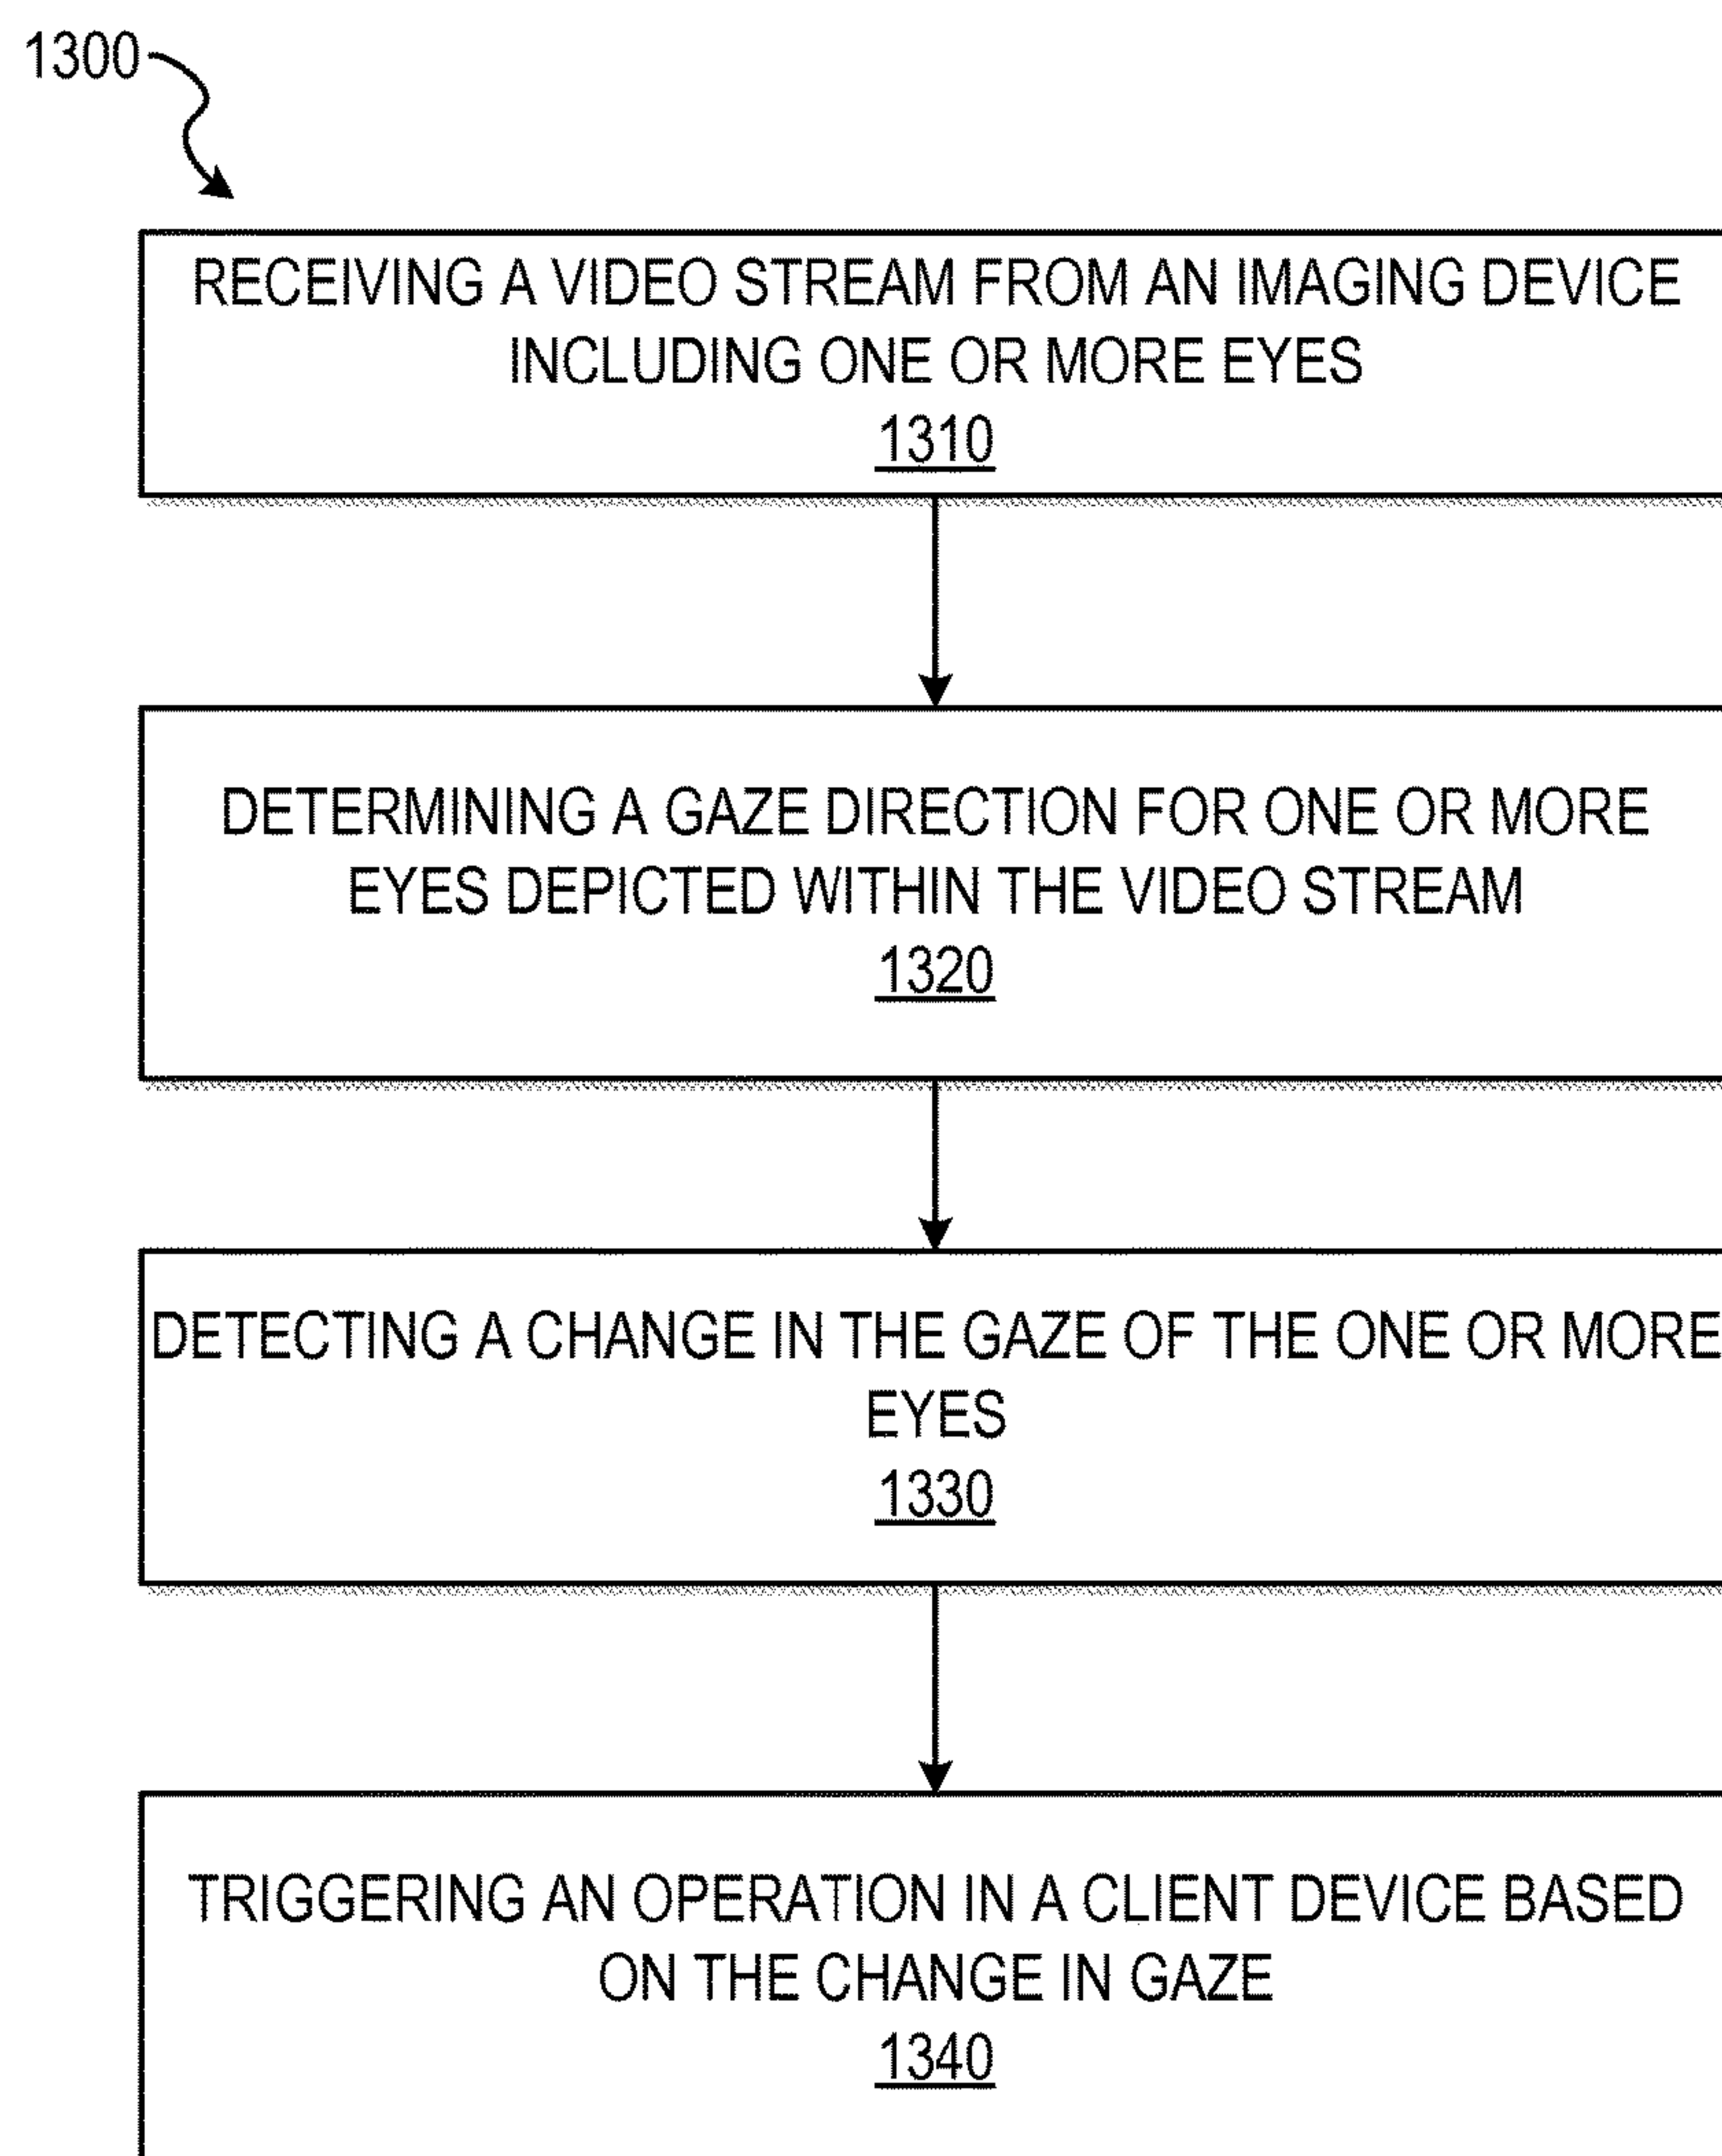 1300
RECEIVING A VIDEO STREAM FROM AN IMAGING DEVICE
INCLUDING ONE OR MORE EYES
1310
DETERMINING A GAZE DIRECTION FOR ONE OR MORE
EYES DEPICTED WITHIN THE VIDEO STREAM
1320
DETECTING A CHANGE IN THE GAZE OF THE ONE OR MORE
EYES
1330
TRIGGERING AN OPERATION IN A CLIENT DEVICE BASED
ON THE CHANGE IN GAZE
1340